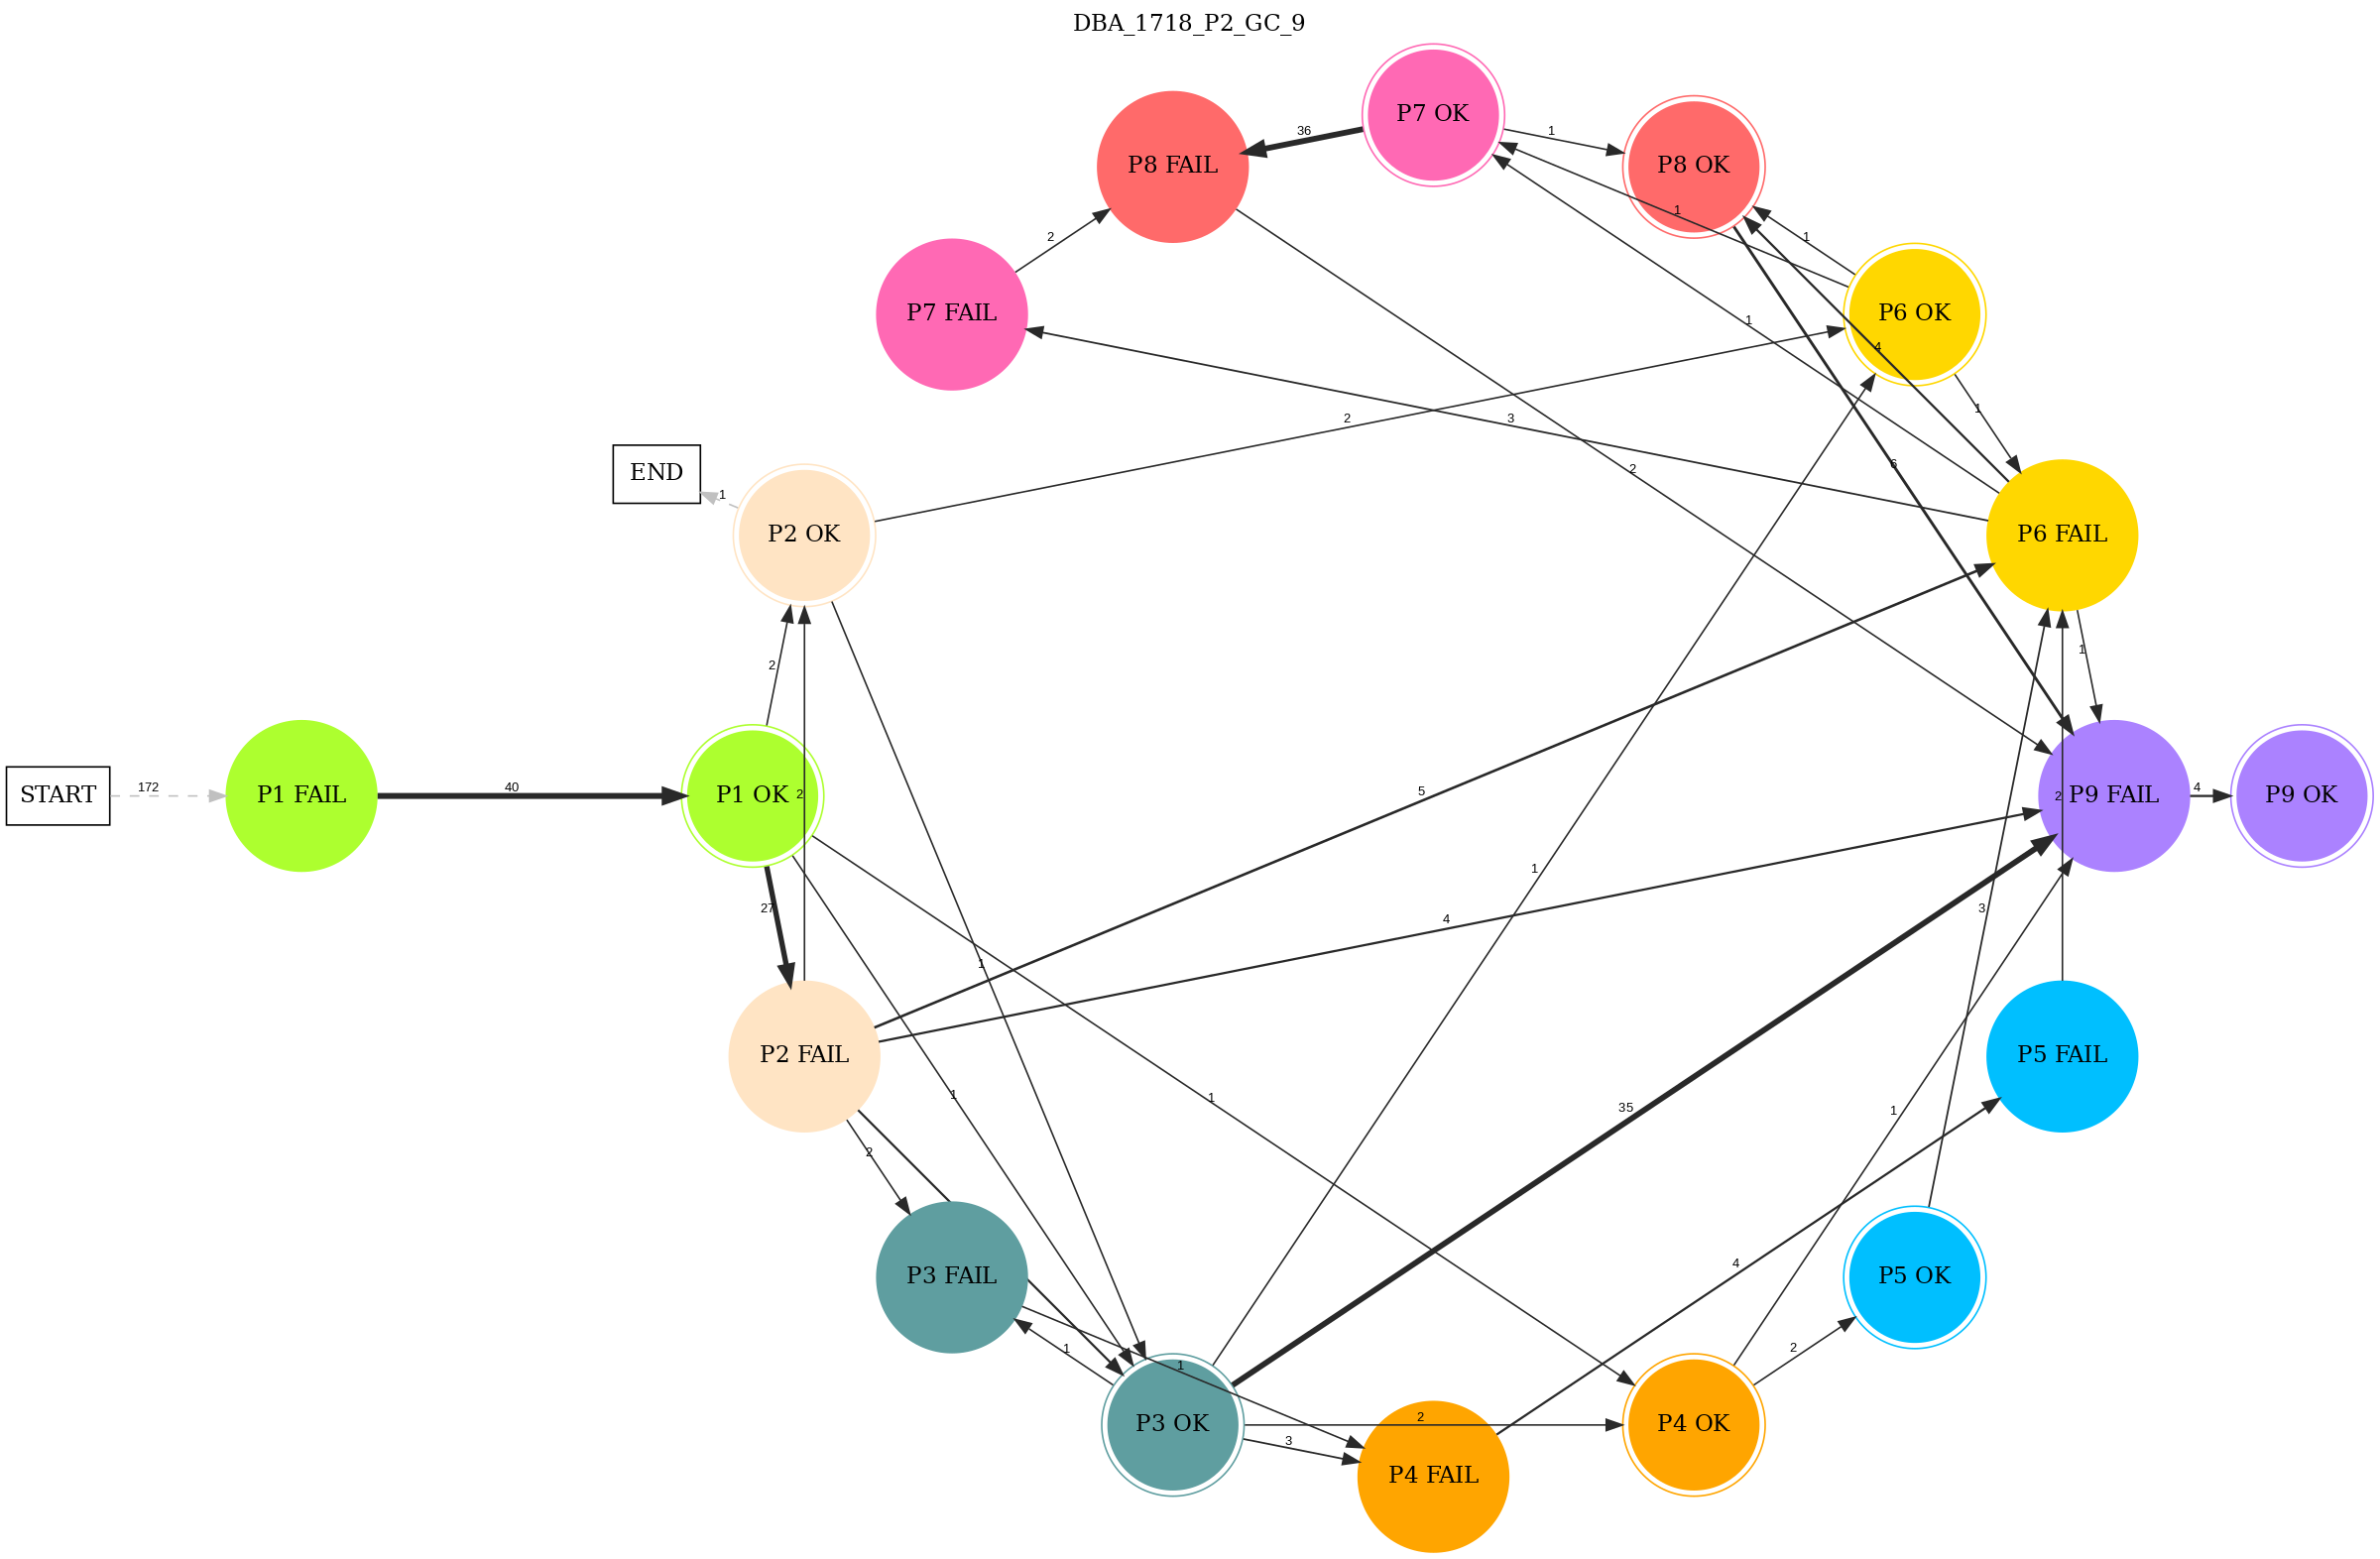 DBA_1718_P2_GC_9
P7 OK
36
1
P8 FAIL
P8 OK
1
2
1
P7 FAIL
P6 OK
1
4
3
2
1
2
6
END
1
P2 OK
P6 FAIL
2
1
START
172
P1 FAIL
40
P1 OK
2
5
2
P9 FAIL
4
P9 OK
1
27
3
4
1
P2 FAIL
P5 FAIL
1
1
35
1
2
4
P3 FAIL
P5 OK
1
4
1
2
P3 OK
2
3
P4 OK
P4 FAIL